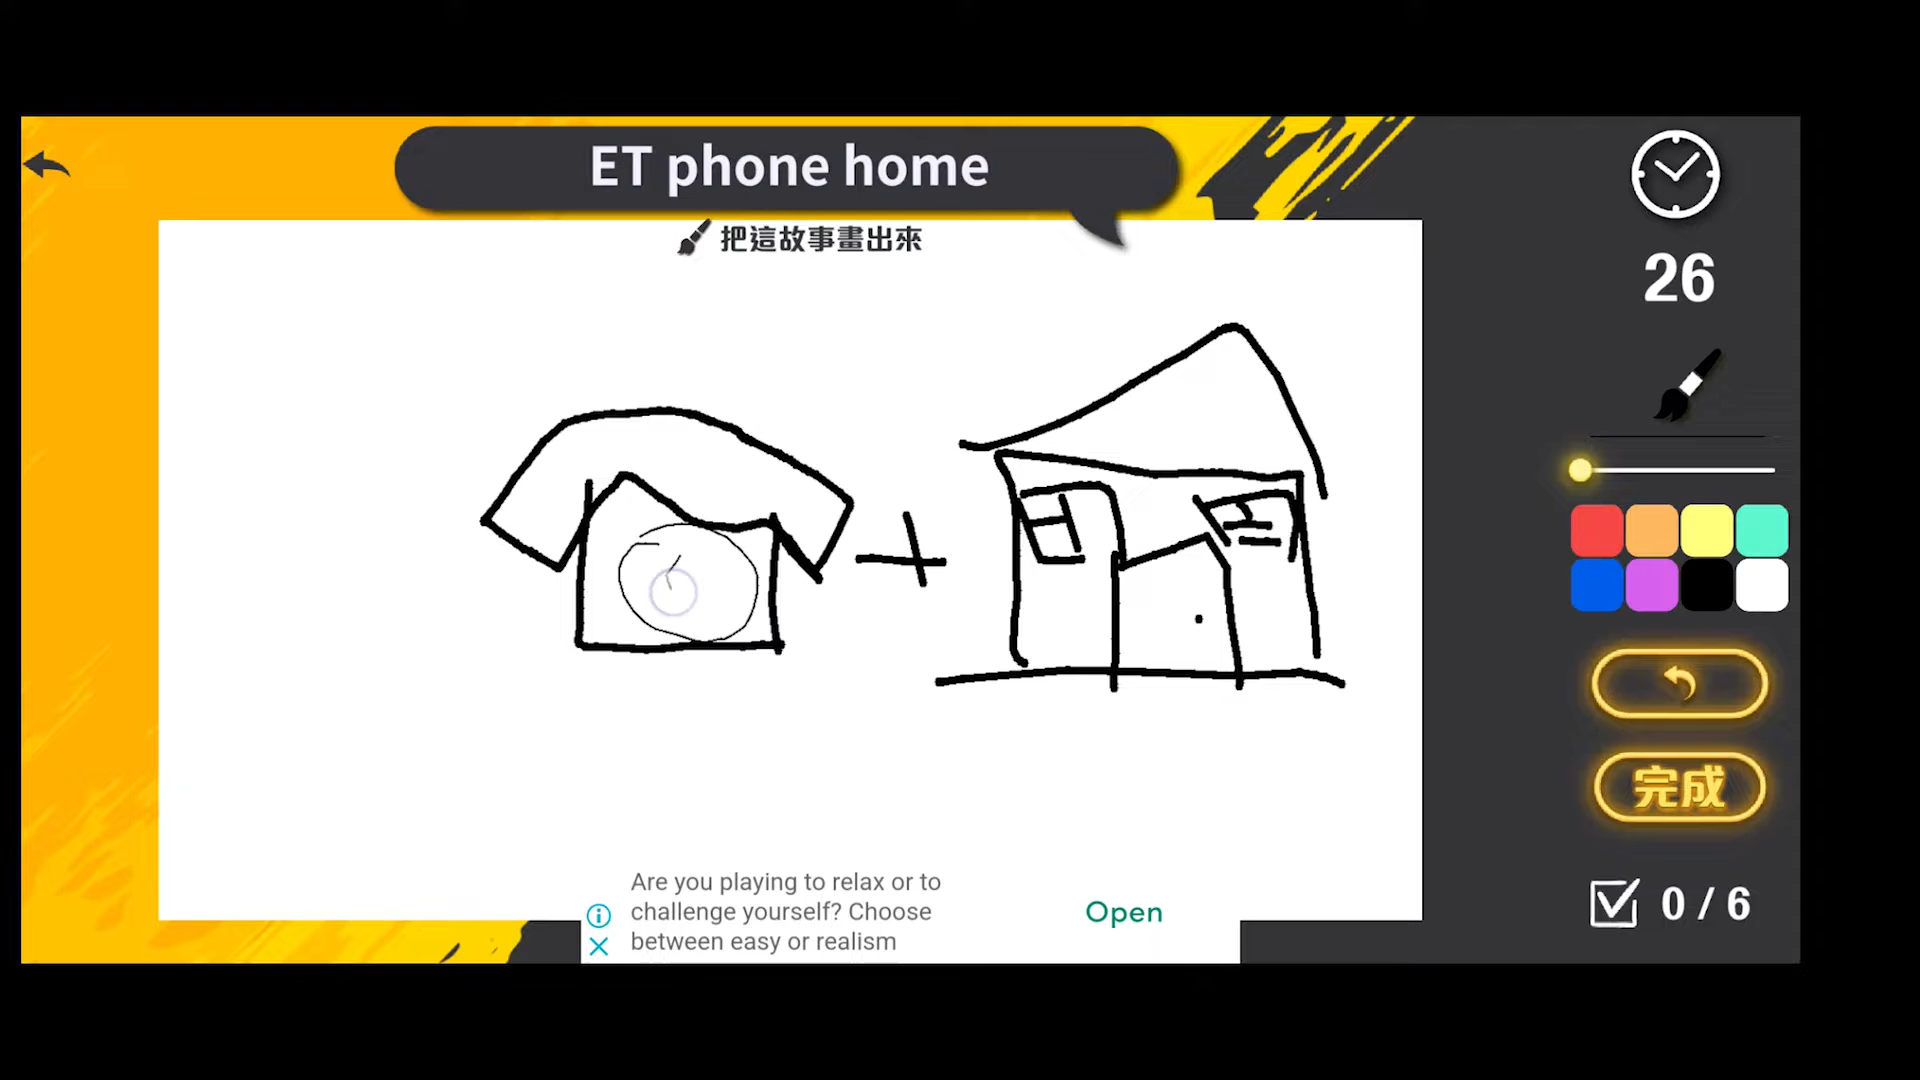 ET phone home
把這故事畫出來
26
完成
0 / 6
Are you playing to relax or to
challenge yourself? Choose
between easy or realism
Open